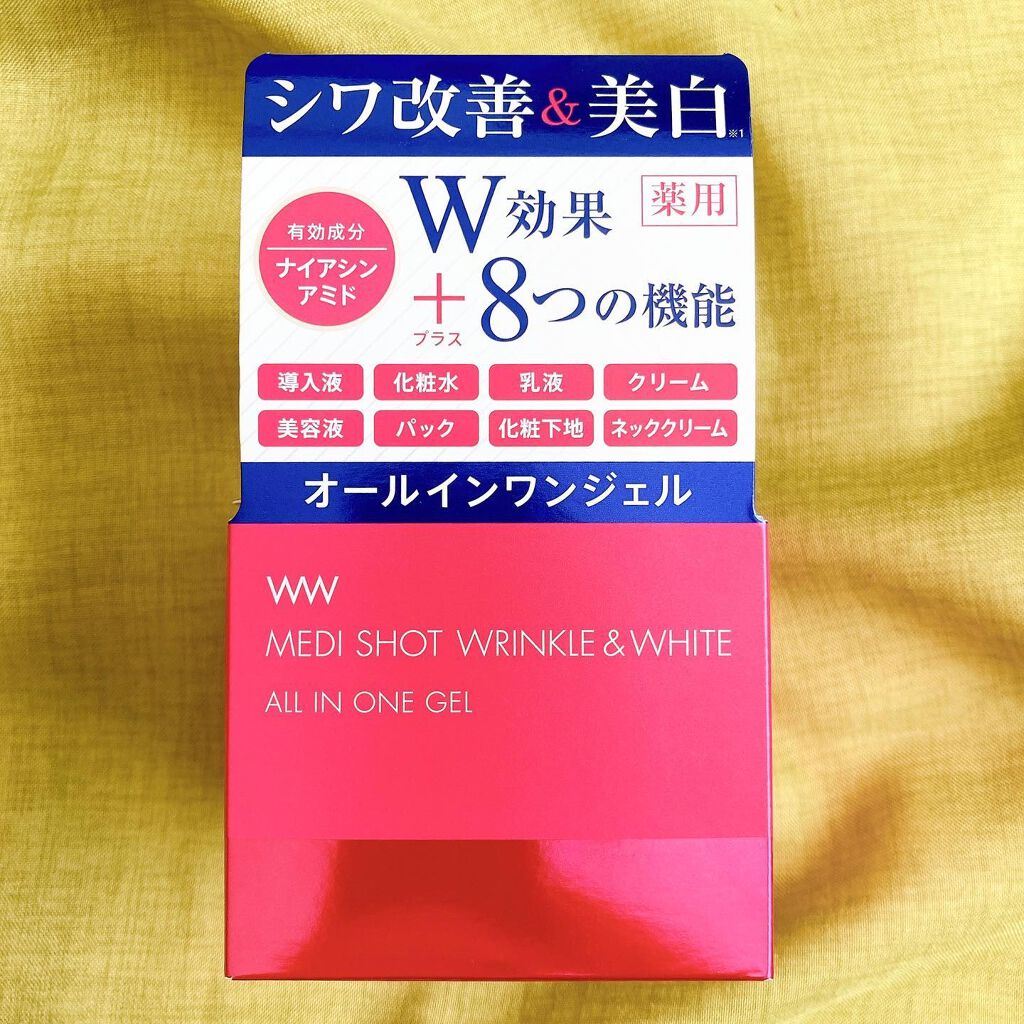 シワ改善&美白※1
薬用
W効果
有効成分
ナイアシン
アミド
+8つの機能
プラス
導入液 化粧水 乳液 クリーム
美容液 パック 化粧下地 ネッククリーム
オールインワンジェル
WW
MEDI SHOT WRINKLE & WHITE
ALL IN ONE GEL